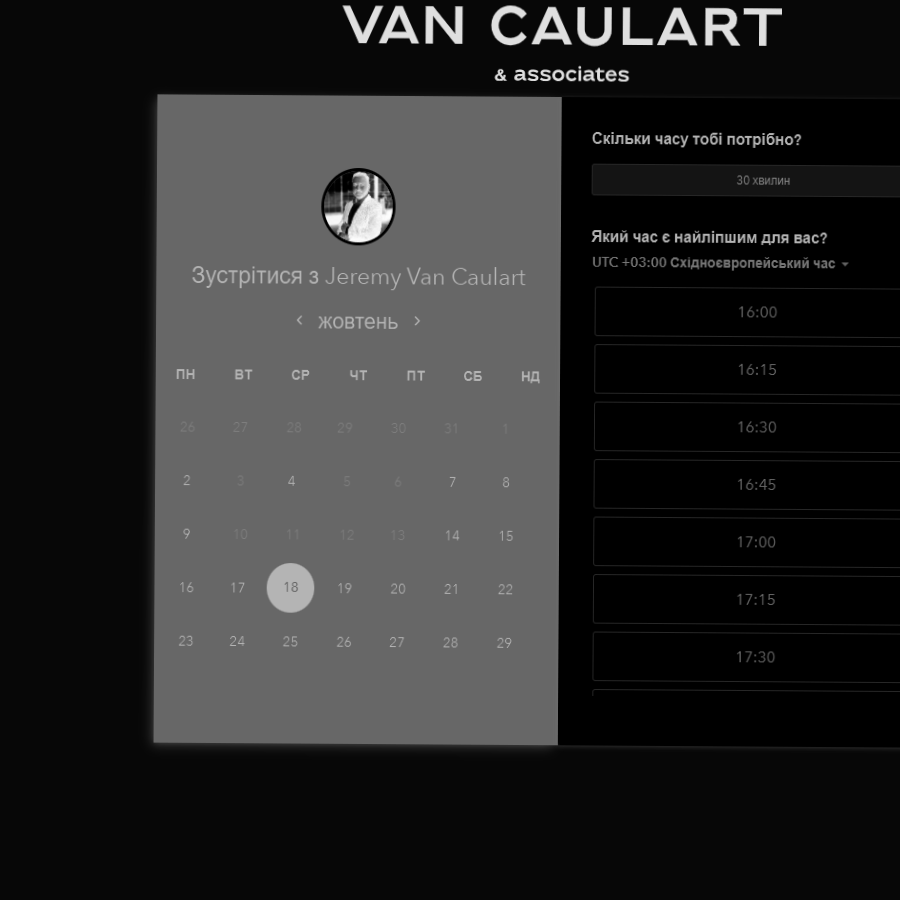 VAN CAULART
& associates
Зустрітися з Jeremy Van Caulart
жовтень
ПН ВТ СР ЧТ ПТ СБ НД
26 27 28 29 30 31 1
2 3 4 5 6 7 8
9 10 11 12 13 14 15
16 17 18 19 20 21 22
23 24 25 26 27 28 29
Скільки часу тобі потрібно?
30 хвилин
Який час є найліпшим для вас?
UTC +03:00 Східноєвропейський час
16:00
16:15
16:30
16:45
17:00
17:15
17:30